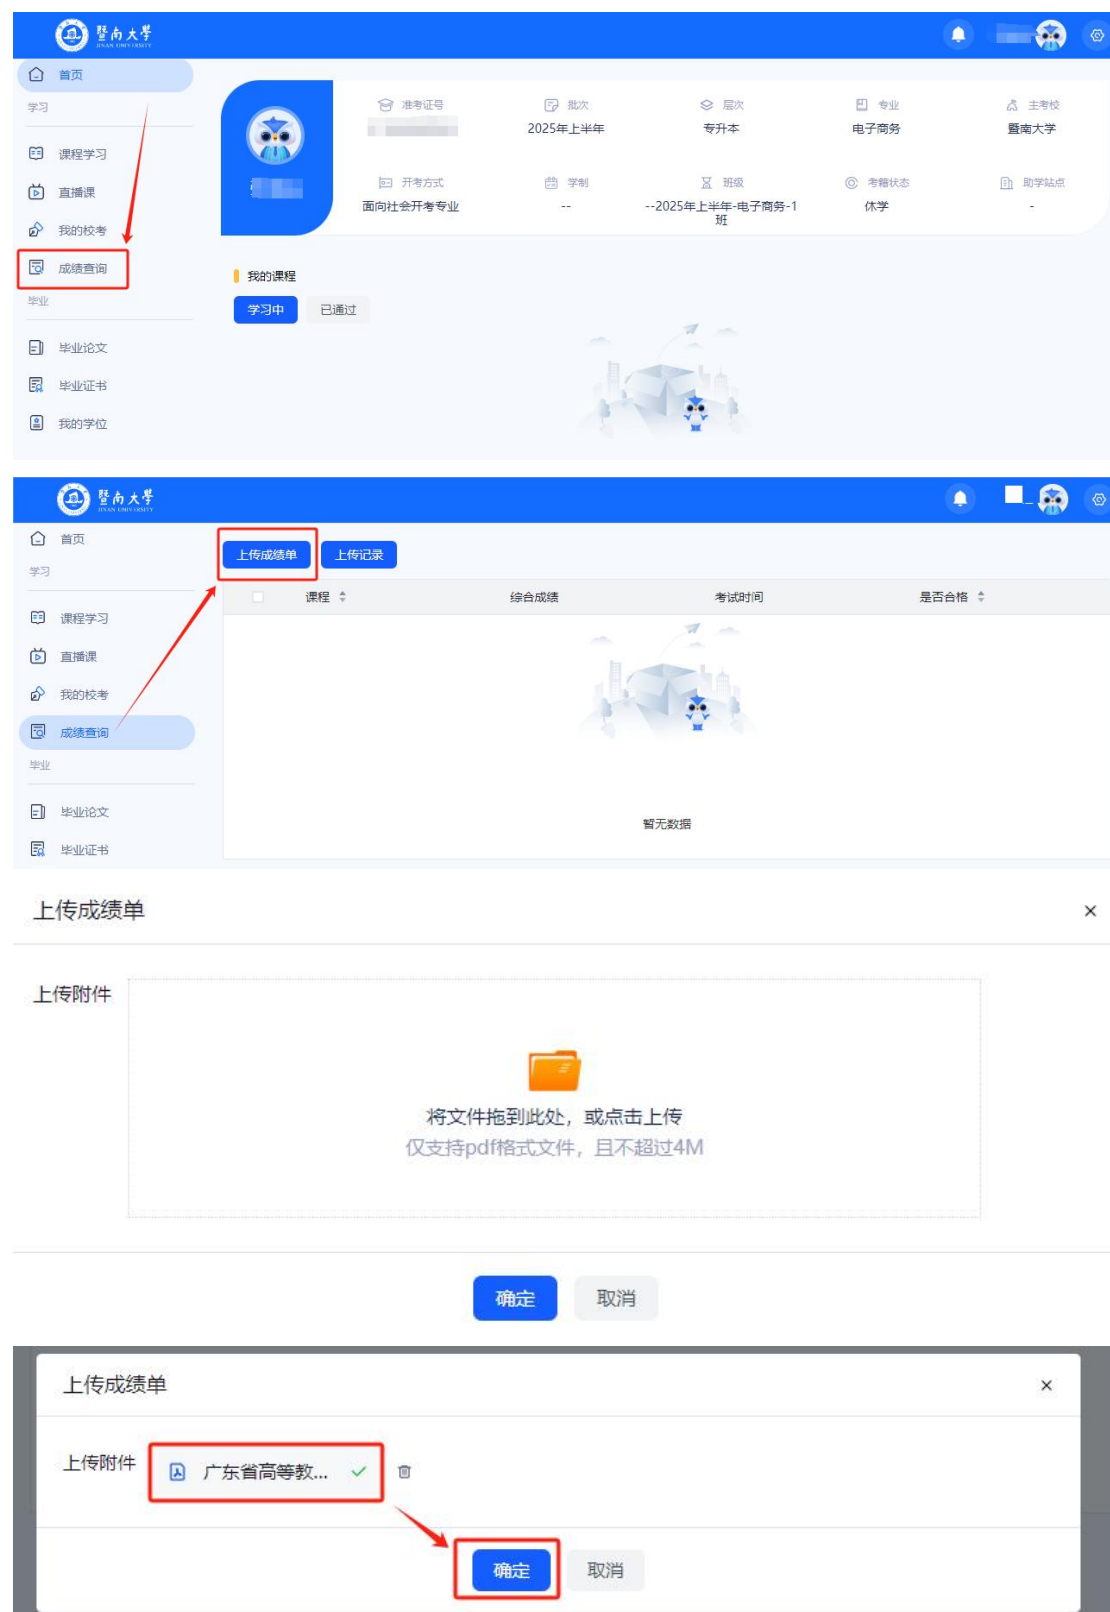 暨南大学
JINAN UNIVERSITY
首页
学习
课程学习
直播课
我的校考
成绩查询
毕业
毕业论文
毕业证书
我的学位
准考证号
批次
2025年上半年
层次
专升本
专业
电子商务
主考校
暨南大学
开考方式
面向社会开考专业
学制
--
班级
--2025年上半年-电子商务-1
班
考籍状态
休学
助学站点
-
我的课程
学习中
已通过
暨南大学
JINAN UNIVERSITY
首页
学习
课程学习
直播课
我的校考
成绩查询
毕业
毕业论文
毕业证书
上传成绩单
上传记录
课程
综合成绩
考试时间
是否合格
暂无数据
上传成绩单
上传附件
将文件拖到此处，或点击上传
仅支持pdf格式文件，且不超过4M
确定
取消
上传成绩单
上传附件
广东省高等教...
确定
取消